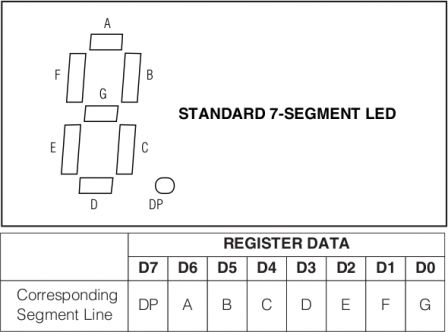 A
F
B
G
STANDARD 7-SEGMENT LED
E
C
D
DP
REGISTER DATA
D7 D6 D5 D4 D3 D2 D1 D0
Corresponding
Segment Line
DP A B C D E F G